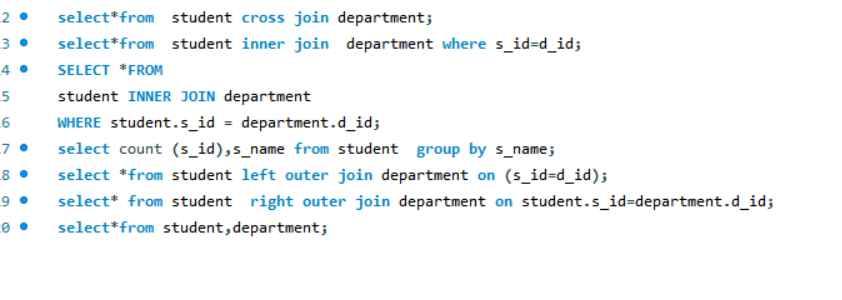 2 select*from  student cross join department;
3 select*from  student inner join  department where s_id=d_id;
4 SELECT *FROM
5 student INNER JOIN department
6 WHERE student.s_id = department.d_id;
7 select count (s_id),s_name from student  group by s_name;
8 select *from student left outer join department on (s_id=d_id);
9 select* from student  right outer join department on student.s_id=department.d_id;
0 select*from student,department;